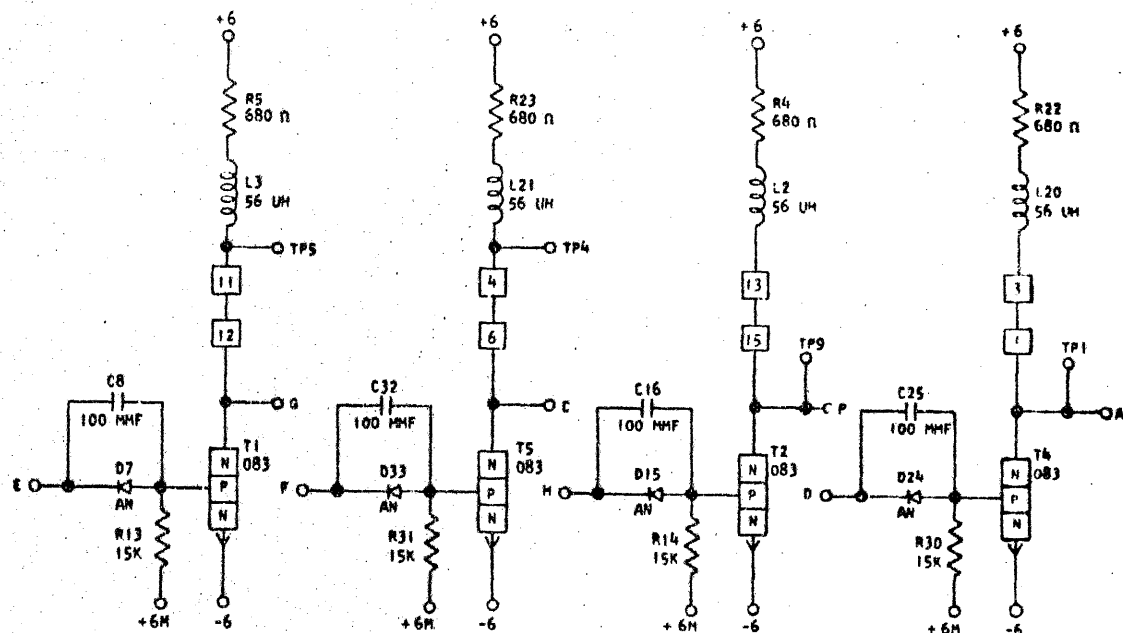 +6
+6
+6
+6
R5
680 Ω
R23
680 Ω
R4
680 Ω
R22
680 Ω
L3
56 UH
L21
56 UH
L2
56 UH
L20
56 UH
TP5
TP4
11
4
13
3
12
6
15
1
TP9
TP1
C8
100 MMF
G
C32
100 MMF
C
C16
100 MMF
P
C25
100 MMF
A
T1
083
T5
083
T2
083
T4
083
N
P
N
N
P
N
N
P
N
N
P
N
E
D7
AN
F
D33
AN
H
D15
AN
D
D24
AN
R13
15K
R31
15K
R14
15K
R30
15K
+6M
-6
+6M
-6
+6M
-6
+6M
-6